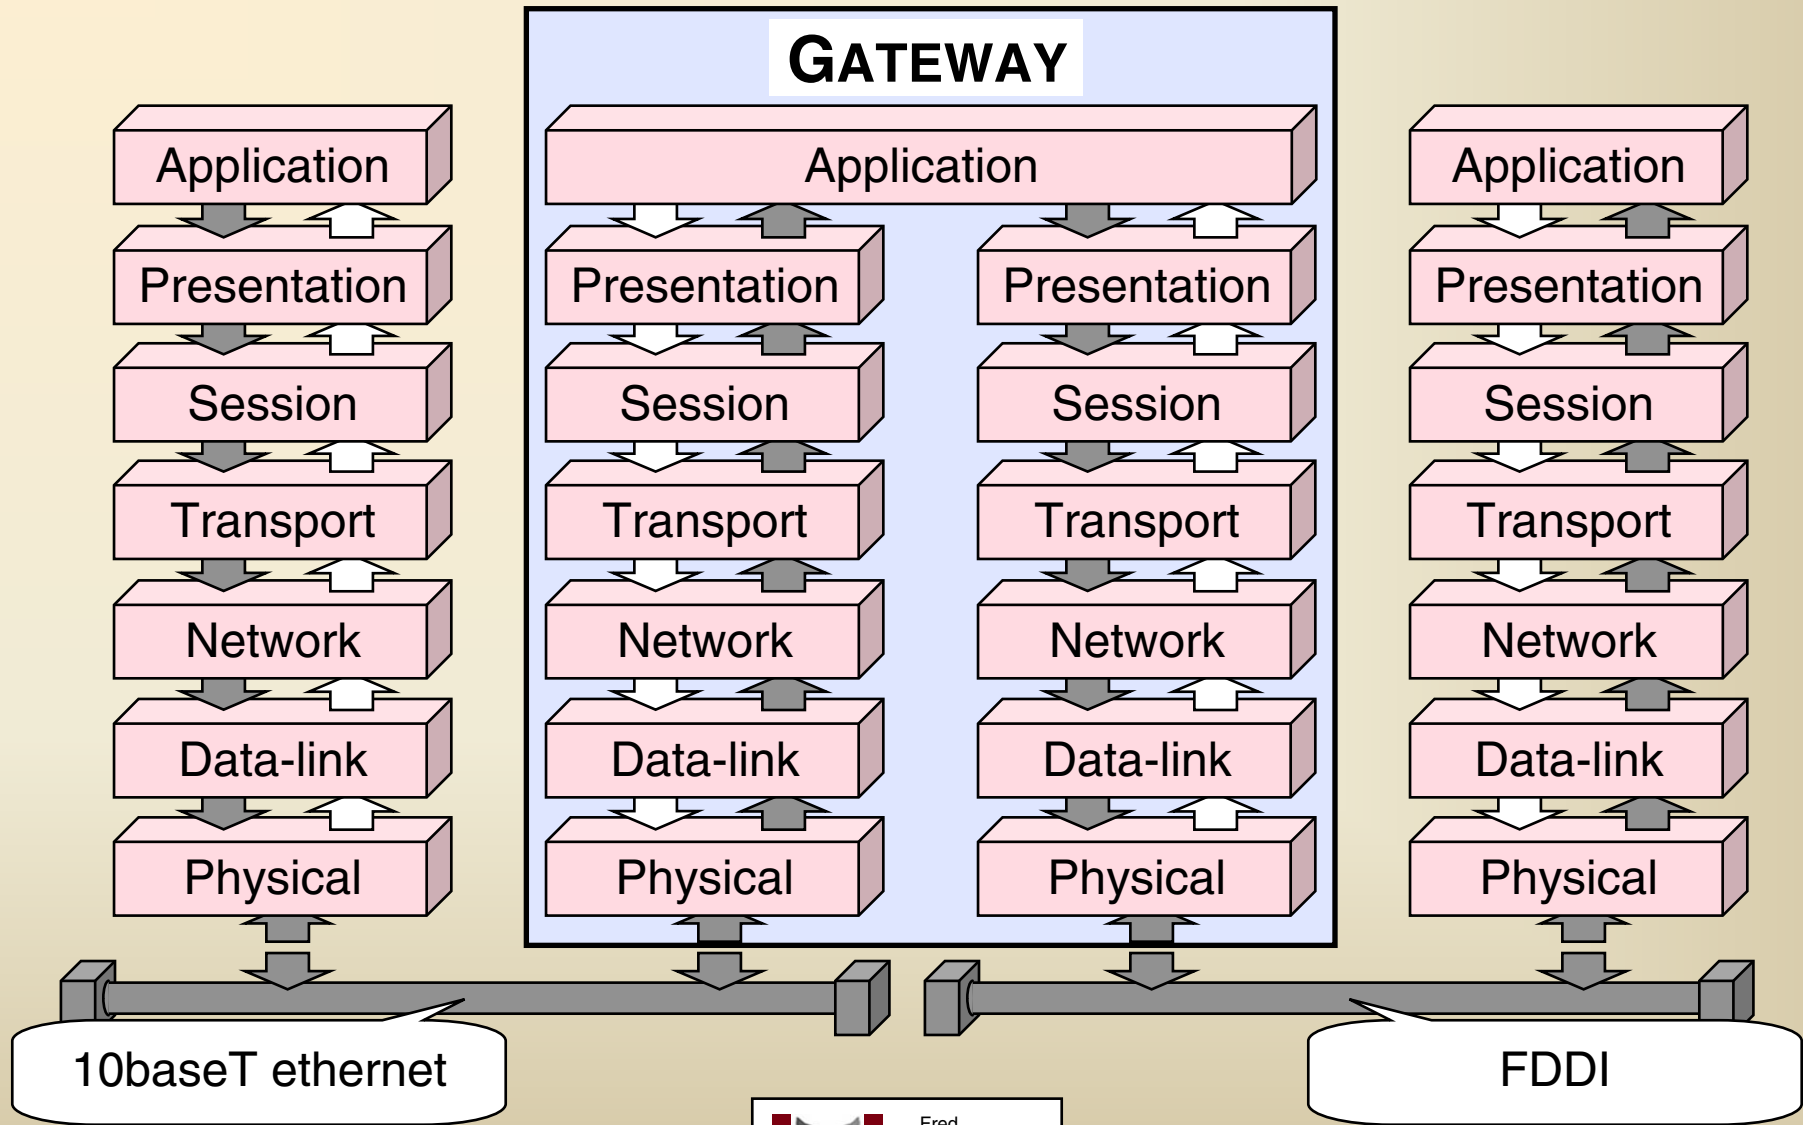 GATEWAY
Application
Application
Application
Presentation
Presentation
Presentation
Presentation
Session
Session
Session
Session
Transport
Transport
Transport
Transport
Network
Network
Network
Network
Data-link
Data-link
Data-link
Data-link
Physical
Physical
Physical
Physical
10baseT ethernet
FDDI
Fred